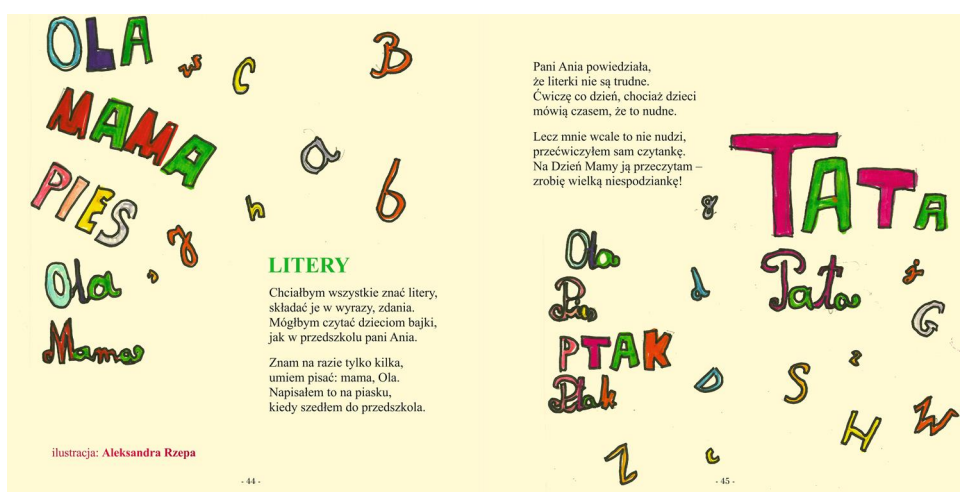 OLA
MAMA
PIES
Ola
Mama
vs
C
B
a
b
h
z
LITERY
Chciałbym wszystkie znać litery,
składać je w wyrazy, zdania.
Mógłbym czytać dzieciom bajki,
jak w przedszkolu pani Ania.
Znam na razie tylko kilka,
umiem pisać: mama, Ola.
Napisałem to na piasku,
kiedy szedłem do przedszkola.
ilustracja: Aleksandra Rzepa
- 44 -
Pani Ania powiedziała,
że literki nie są trudne.
Ćwiczę co dzień, chociaż dzieci
mówią czasem, że to nudne.
Lecz mnie wcale to nie nudzi,
przećwiczyłem sam czytankę.
Na Dzień Mamy ją przeczytam –
zrobię wielką niespodziankę!
TATA
Tata
g
Ola
PTAK
Ptak
d
j
G
D
S
H
W
Z
c
- 45 -